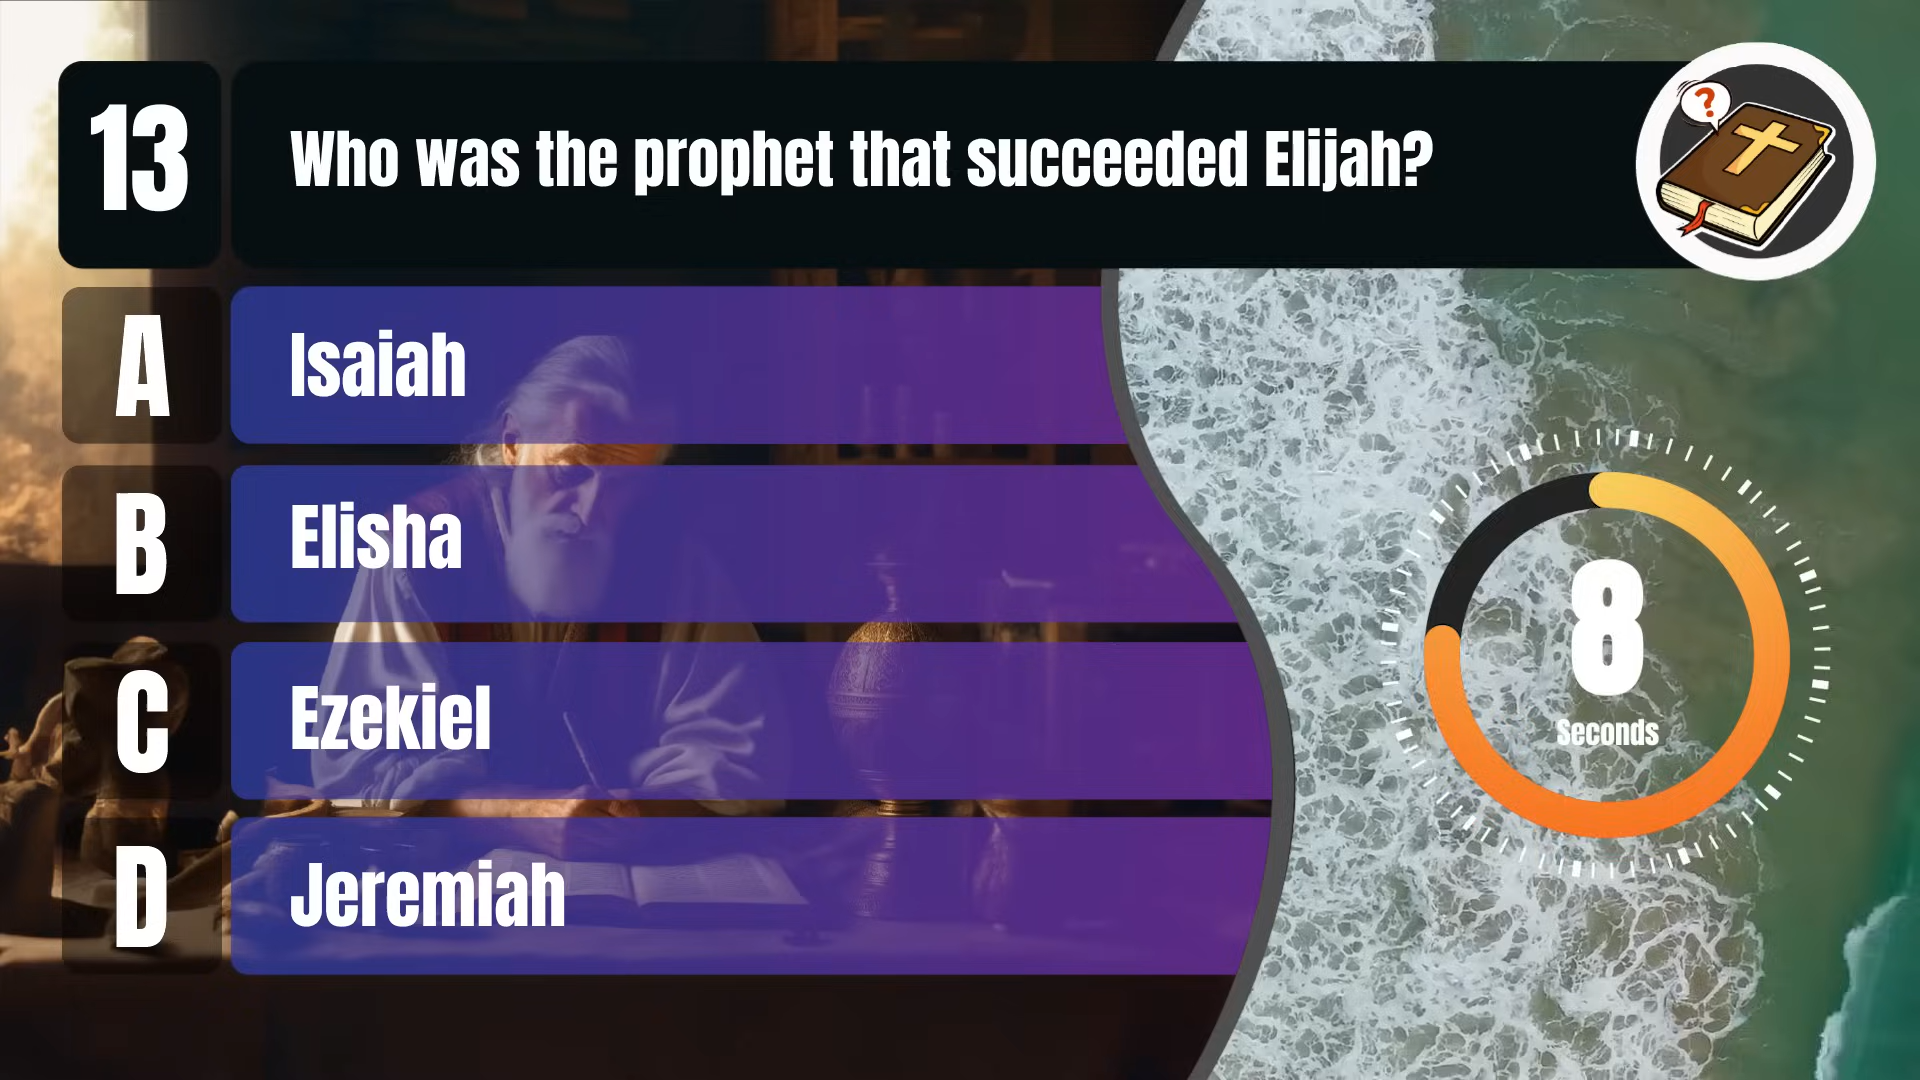 13
Who was the prophet that succeeded Elijah?
?
A
Isaiah
B
Elisha
C
Ezekiel
D
Jeremiah
8
Seconds